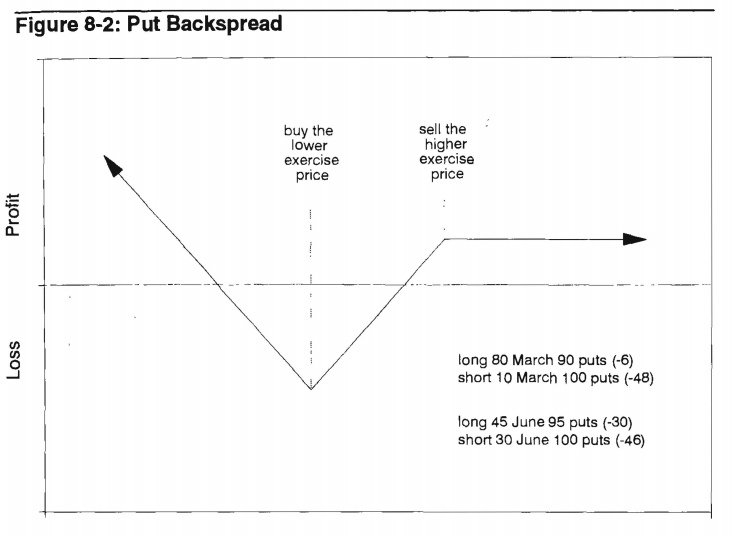 Figure 8-2: Put Backspread
buy the
lower
exercise
price
sell the
higher
exercise
price
Profit
Loss
long 80 March 90 puts (-6)
short 10 March 100 puts (-48)
long 45 June 95 puts (-30)
short 30 June 100 puts (-46)